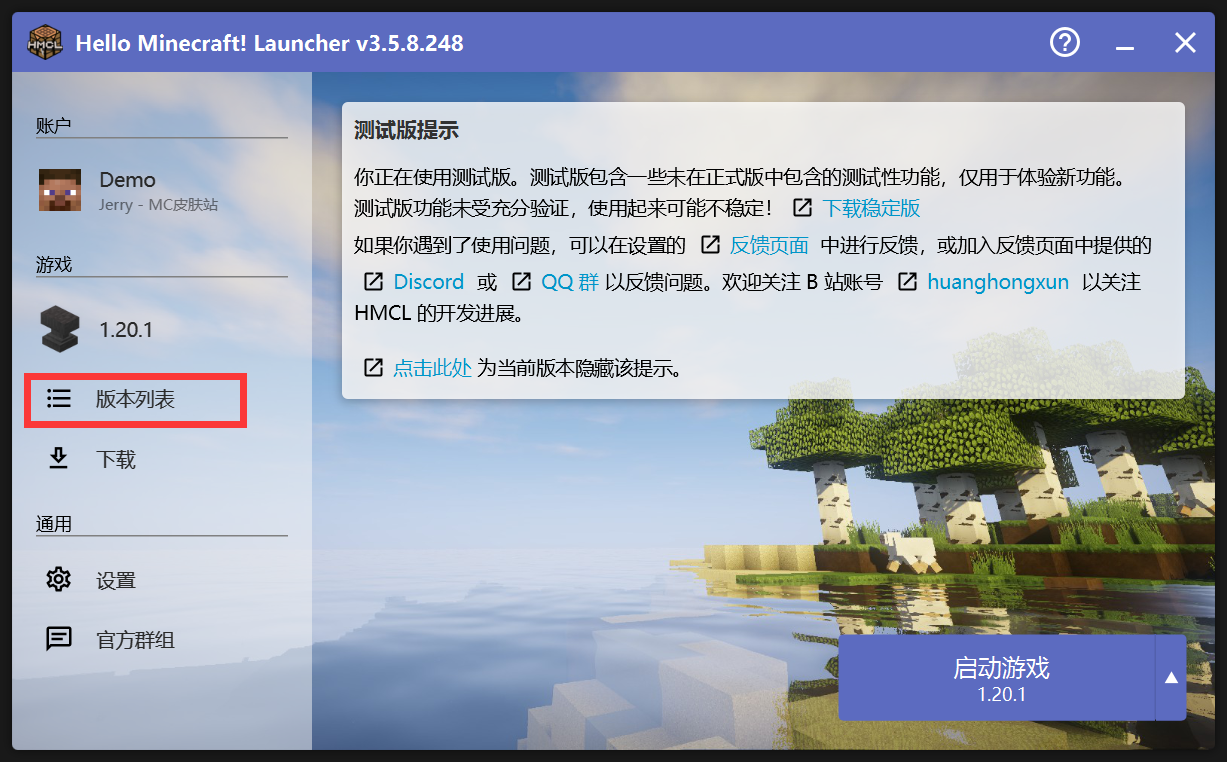 HMCL
Hello Minecraft! Launcher v3.5.8.248
账户
Demo
Jerry - MC皮肤站
游戏
1.20.1
版本列表
下载
通用
设置
官方群组
测试版提示
你正在使用测试版。测试版包含一些未在正式版中包含的测试性功能，仅用于体验新功能。
测试版功能未受充分验证，使用起来可能不稳定！ 下载稳定版
如果你遇到了使用问题，可以在设置的 反馈页面 中进行反馈，或加入反馈页面中提供的
Discord 或 QQ 群 以反馈问题。欢迎关注 B 站账号 huanghongxun 以关注
HMCL 的开发进展。
点击此处 为当前版本隐藏该提示。
启动游戏
1.20.1